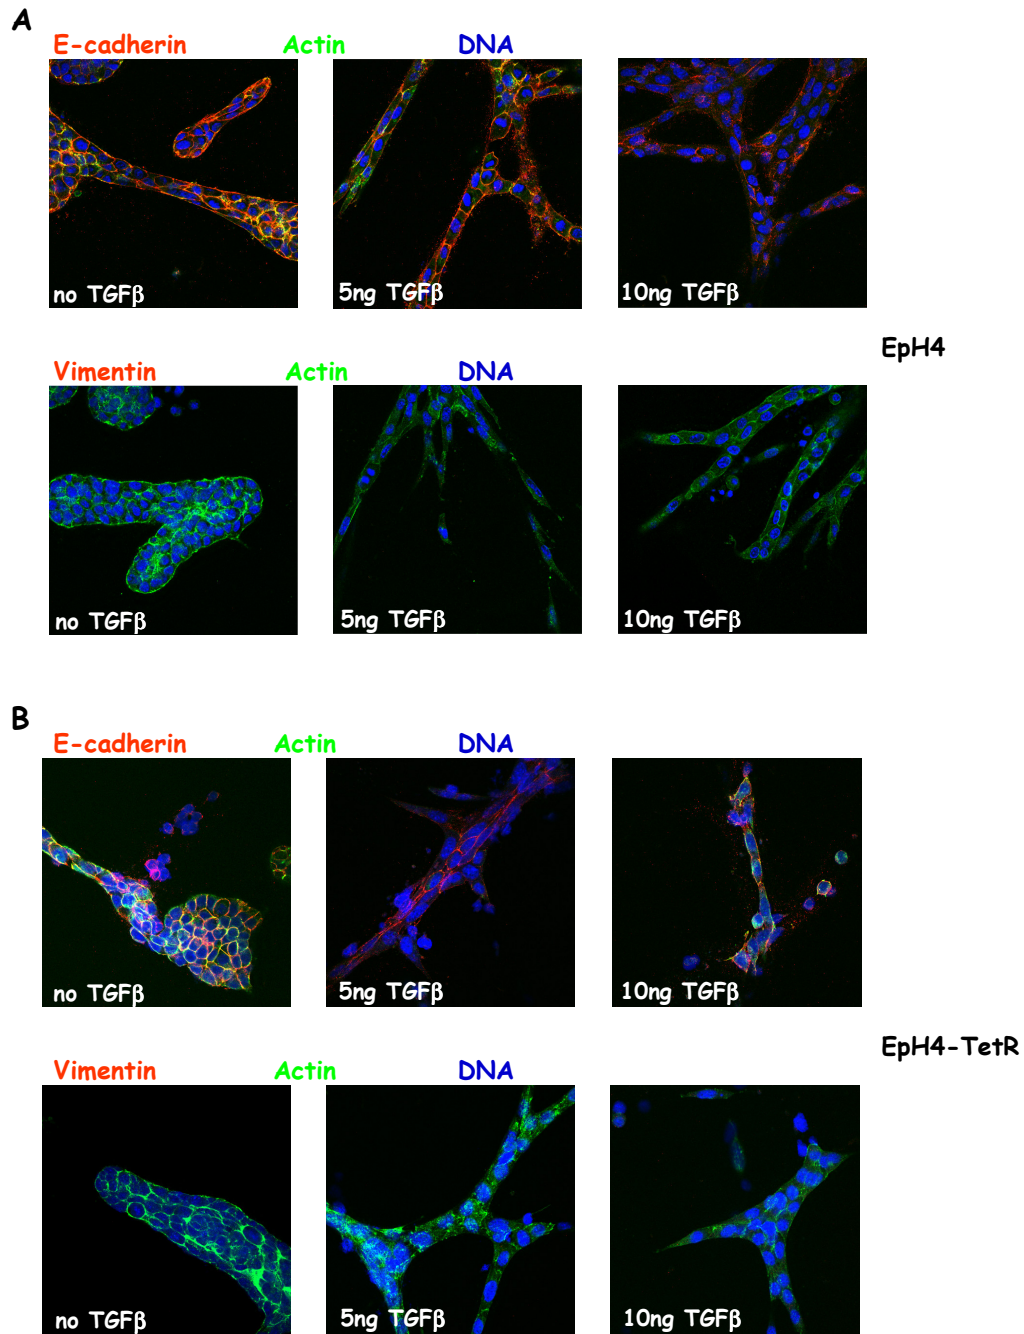 A
E-cadherin Actin DNA
no TGFβ 5ng TGFβ 10ng TGFβ
EpH4
Vimentin Actin DNA
no TGFβ 5ng TGFβ 10ng TGFβ
B
E-cadherin Actin DNA
no TGFβ 5ng TGFβ 10ng TGFβ
EpH4-TetR
Vimentin Actin DNA
no TGFβ 5ng TGFβ 10ng TGFβ